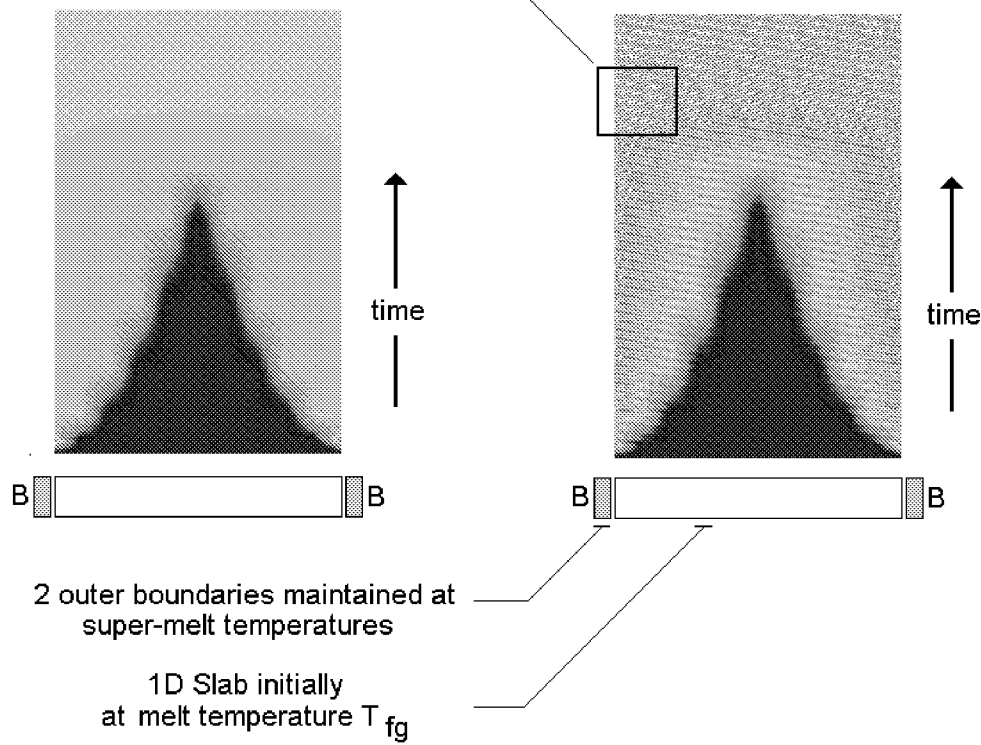 time
time
B
B
B
B
2 outer boundaries maintained at
super-melt temperatures
1D Slab initially
at melt temperature T fg